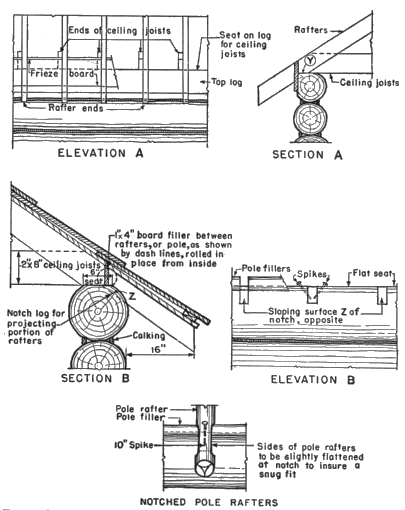 Ends of ceiling joists
Seat on log
for ceiling
joists
Frieze board
Top log
Rafter ends
ELEVATION A
Rafters
Y
Ceiling joists
SECTION A
1"x4" board filler between
rafters, or pole, as shown
by dash lines, rolled in
place from inside
2"x8" ceiling joists
6"
seat
Z
Notch log for
projecting
portion of
rafters
Calking
16"
SECTION B
Pole fillers
Spikes
Flat seat
Sloping surface Z of
notch, opposite
ELEVATION B
Pole rafter
Pole filler
10" Spike
Sides of pole rafters
to be slightly flattened
at notch to insure a
snug fit
NOTCHED POLE RAFTERS